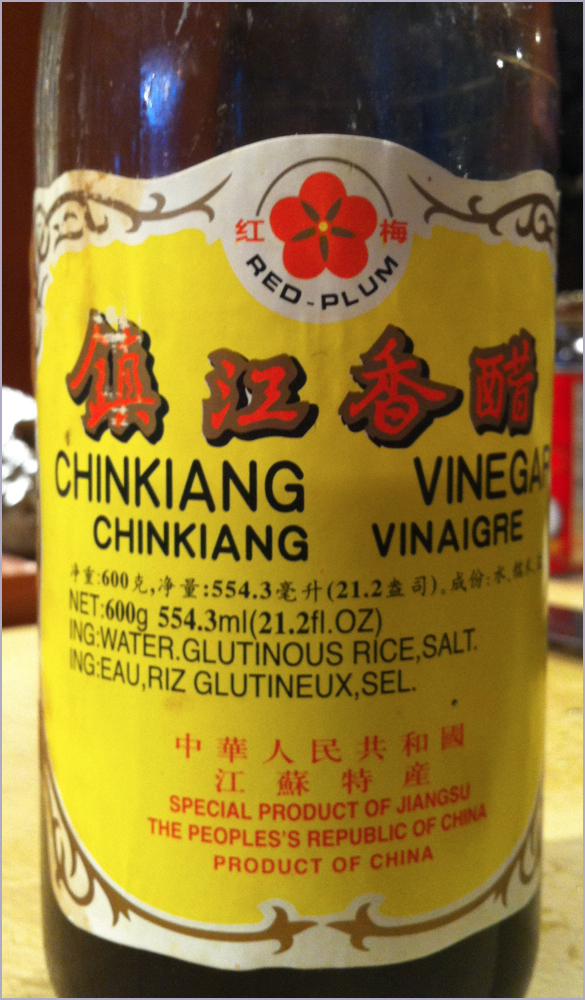 红 梅
RED-PLUM
鎮江香醋
CHINKIANG VINEGAR
CHINKIANG VINAIGRE
净重:600克,净量:554.3毫升(21.2盎司)。成份:水,糯米,
NET:600g 554.3ml(21.2fl.OZ)
ING:WATER.GLUTINOUS RICE,SALT.
ING:EAU,RIZ GLUTINEUX,SEL.
中華人民共和國
江蘇特産
SPECIAL PRODUCT OF JIANGSU
THE PEOPLES'S REPUBLIC OF CHINA
PRODUCT OF CHINA